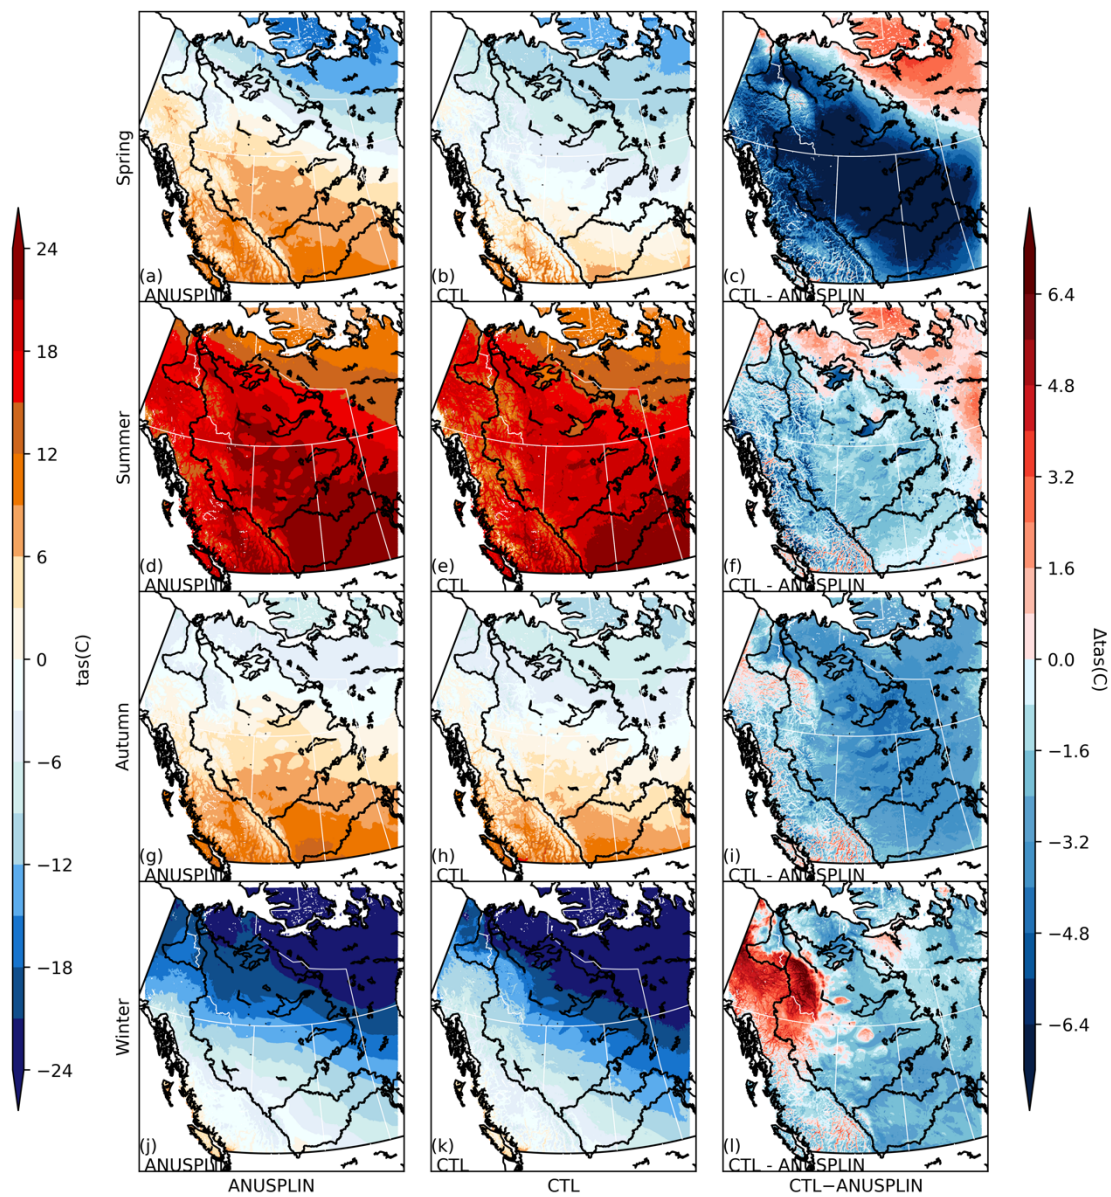 Spring
(a)
ANUSPLIN
(b)
CTL
(c)
CTL - ANUSPLIN
Summer
(d)
ANUSPLIN
(e)
CTL
(f)
CTL - ANUSPLIN
Autumn
(g)
ANUSPLIN
(h)
CTL
(i)
CTL - ANUSPLIN
Winter
(j)
ANUSPLIN
(k)
CTL
(l)
CTL - ANUSPLIN
ANUSPLIN
CTL
CTL−ANUSPLIN
24
18
12
6
0
−6
−12
−18
−24
tas(C)
6.4
4.8
3.2
1.6
0.0
−1.6
−3.2
−4.8
−6.4
Δtas(C)